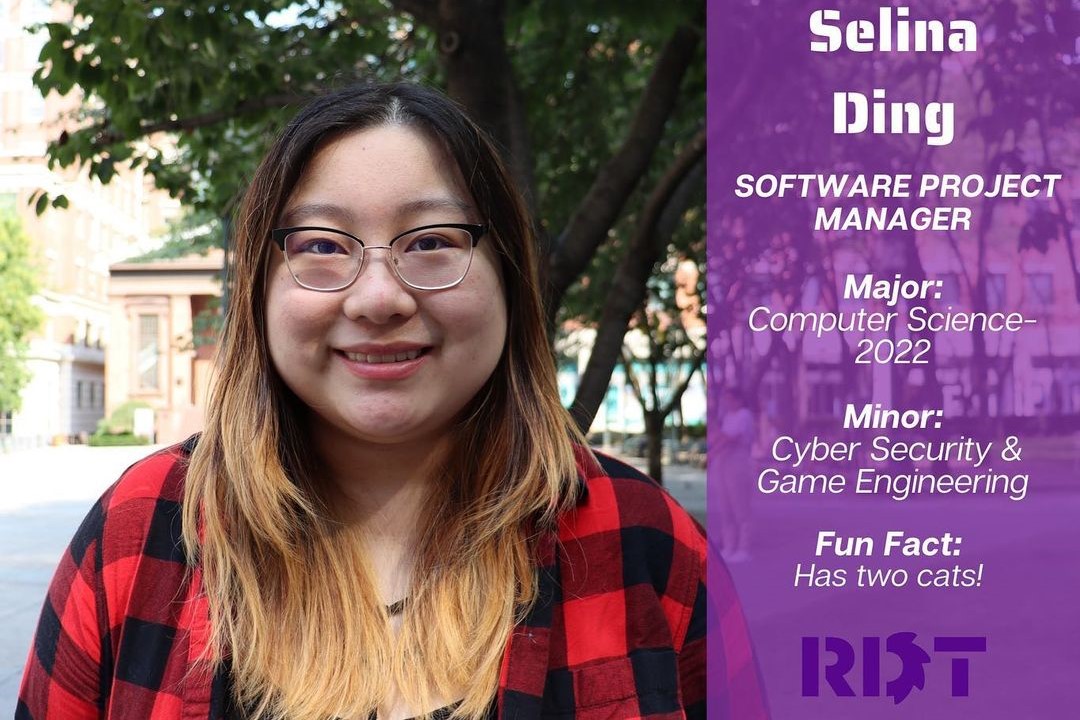 Selina
Ding
SOFTWARE PROJECT
MANAGER
Major:
Computer Science-
2022
Minor:
Cyber Security &
Game Engineering
Fun Fact:
Has two cats!
RDT